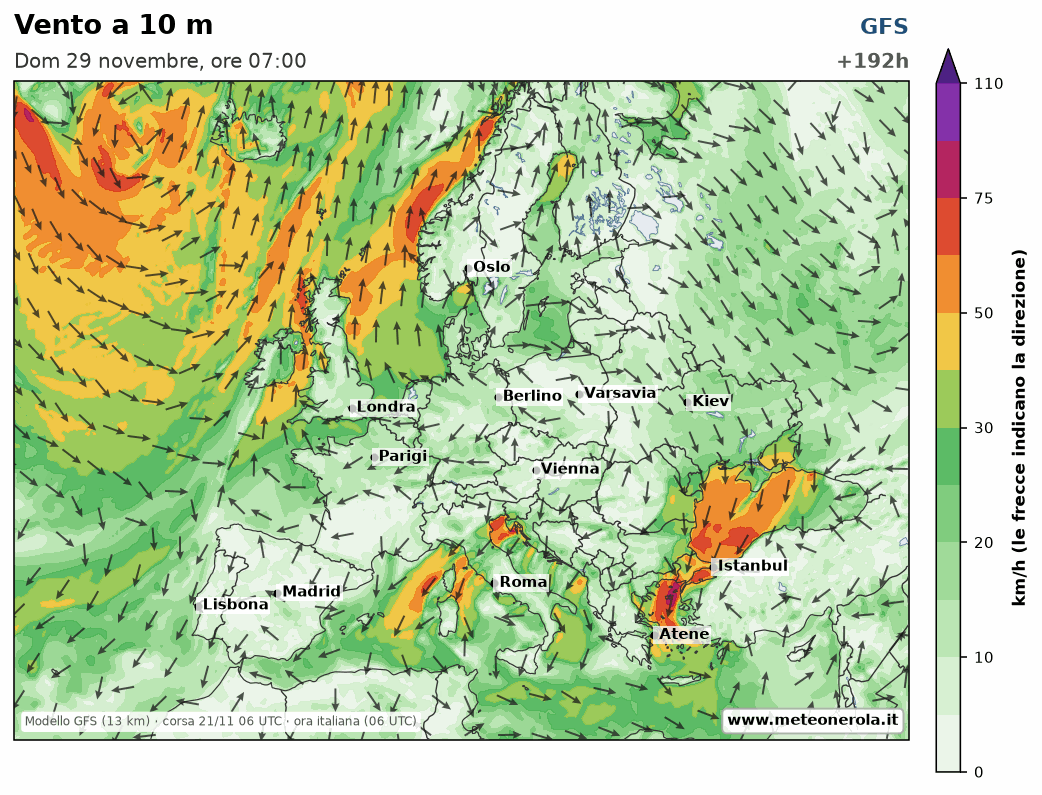 Vento a 10 m
GFS
Dom 29 novembre, ore 07:00
+192h
Oslo
Londra
Berlino
Varsavia
Kiev
Parigi
Vienna
Istanbul
Roma
Madrid
Lisbona
Atene
Modello GFS (13 km) · corsa 21/11 06 UTC · ora italiana (06 UTC)
www.meteonerola.it
110
75
50
30
20
10
0
km/h (le frecce indicano la direzione)